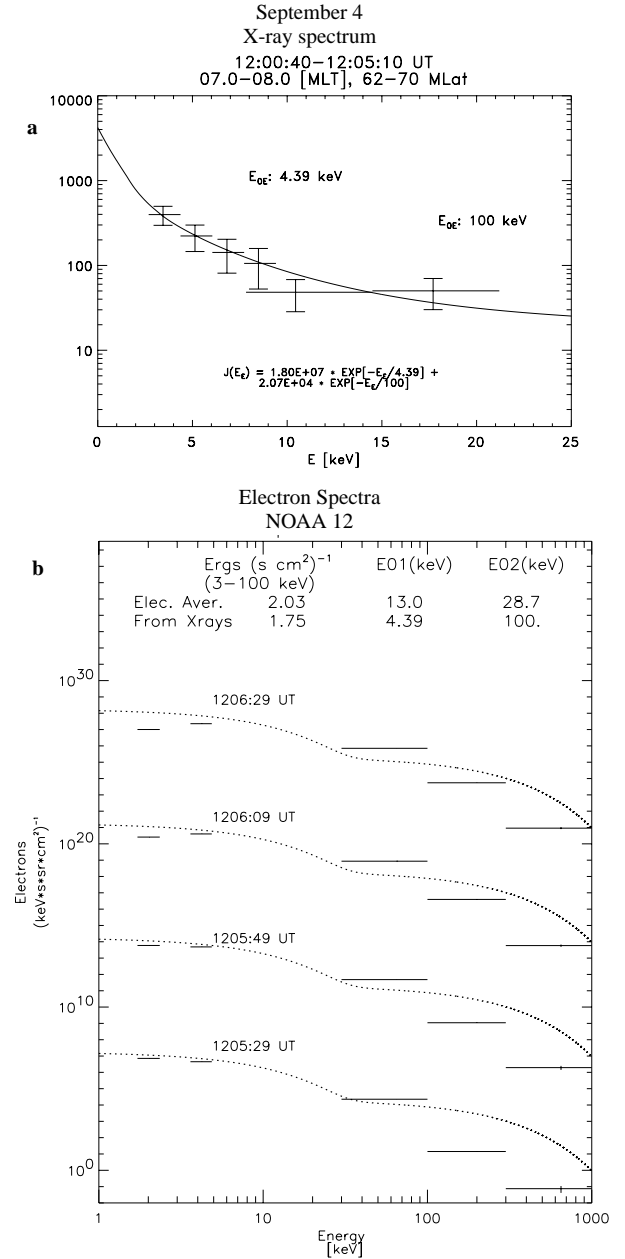 September 4
X-ray spectrum
12:00:40-12:05:10 UT
07.0-08.0 [MLT], 62-70 MLat
a
10000
1000
100
10
E0E: 4.39 keV
E0E: 100 keV
J(EE) = 1.80E+07 * EXP[-EE/4.39] +
2.07E+04 * EXP[-EE/100]
0 5 10 15 20 25
E [keV]
Electron Spectra
NOAA 12
b
Ergs (s cm²)⁻¹ E01(keV) E02(keV)
(3-100 keV)
Elec. Aver. 2.03 13.0 28.7
From Xrays 1.75 4.39 100.
10³⁰
1206:29 UT
10²⁰
1206:09 UT
Electrons
(keV*s*sr*cm²)⁻¹
1205:49 UT
10¹⁰
1205:29 UT
10⁰
1 10 100 1000
Energy
[keV]